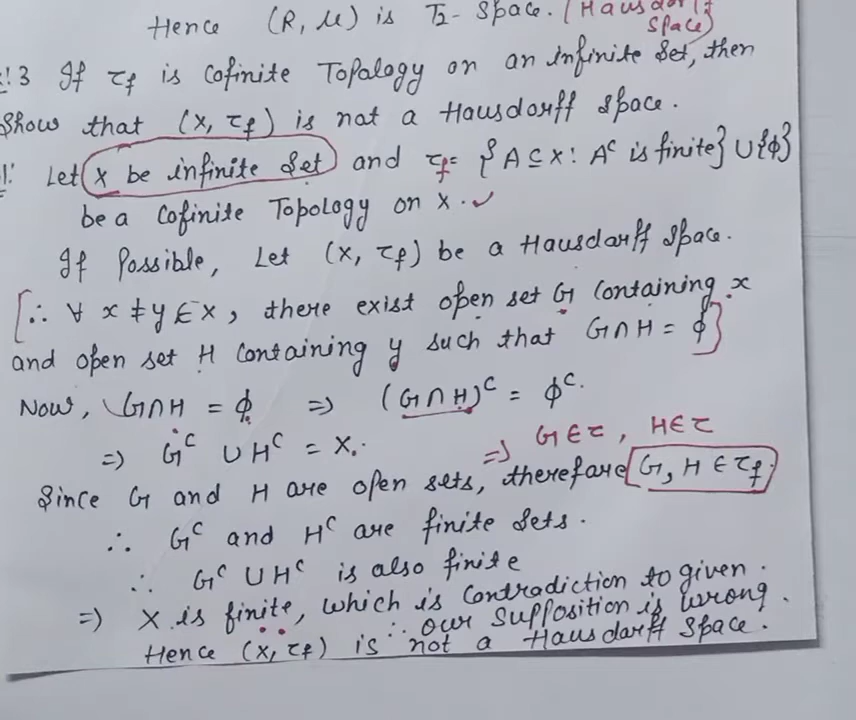 Hence (R, U) is T2- Space. (Hausdorff
Space)
:! 3 If τf is Cofinite Topalogy on an infinite Set, then
Show that (X, τf) is not a Hausdorff Space.
Let X be infinite Set and τf= {A ⊆ X: A^c is finite} ∪ {ϕ}
be a Cofinite Topology on X. ✓
If Possible, Let (X, τf) be a Hausdarff Space.
[∴ ∀ x ≠ y ∈ X, there exist open set G Containing x
and open set H Containing y such that G∩H = ϕ}
Now, G∩H = ϕ ⇒ (G∩H)^c = ϕ^c.
⇒ G^c ∪ H^c = X.
⇒ G∈τ, H∈τ
Since G and H are open sets, therefare G, H ∈ τf.
∴ G^c and H^c are finite Sets.
∴ G^c ∪ H^c is also finite
⇒ X is finite, which is Contradiction to given.
∴ our Supposition is wrong.
Hence (X, τf) is not a Hausdarff Space.